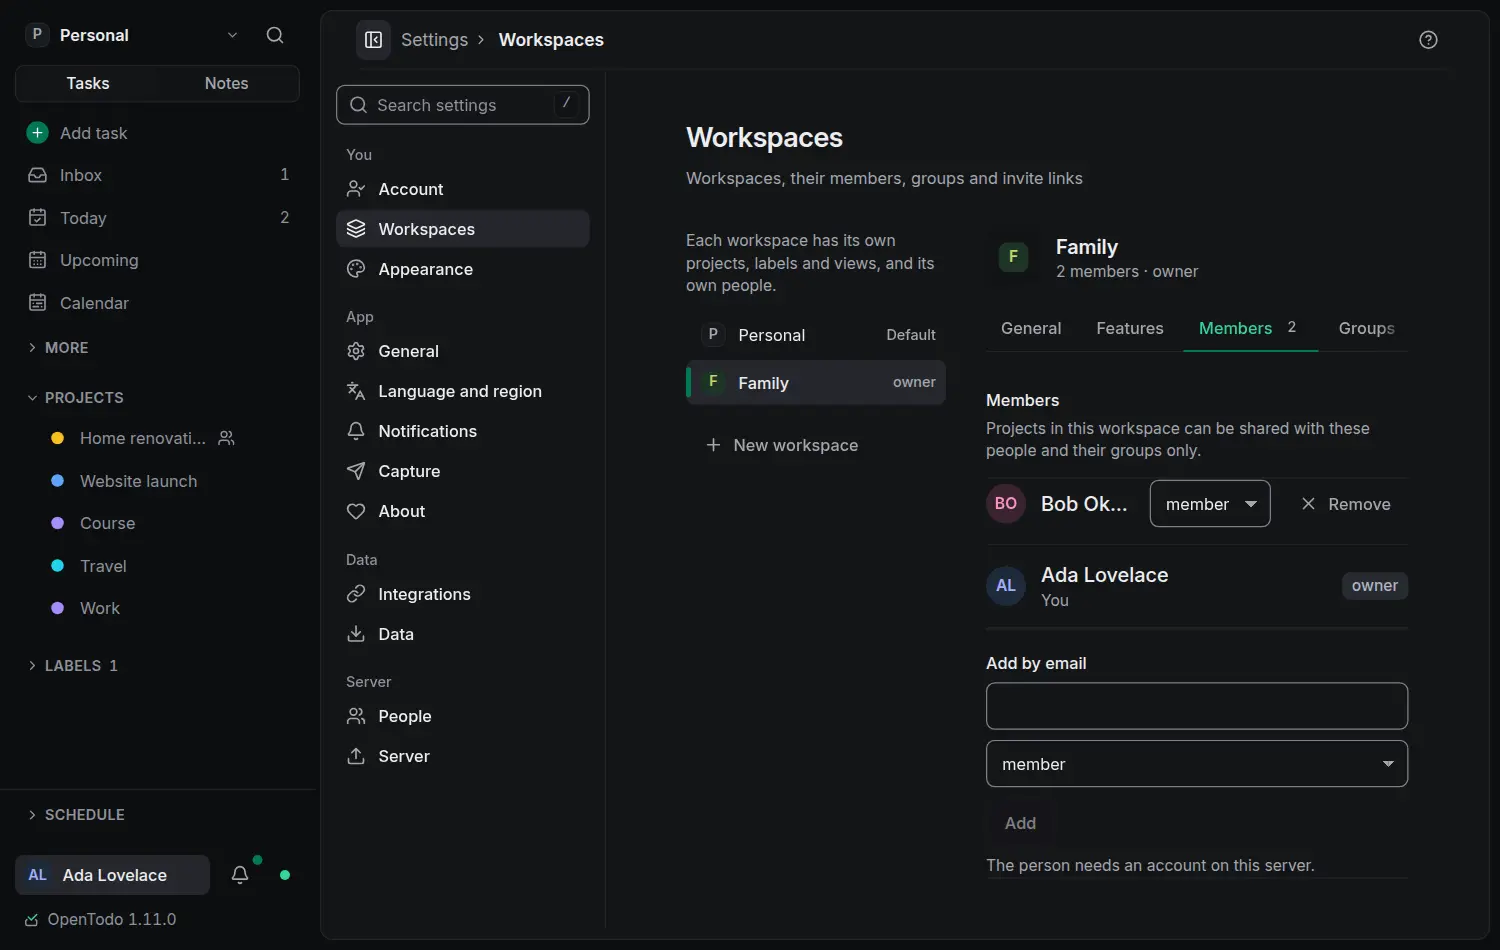 P Personal
Tasks Notes
Add task
Inbox 1
Today 2
Upcoming
Calendar
MORE
PROJECTS
Home renovati...
Website launch
Course
Travel
Work
LABELS 1
SCHEDULE
AL Ada Lovelace
OpenTodo 1.11.0
Settings > Workspaces
Search settings /
You
Account
Workspaces
Appearance
App
General
Language and region
Notifications
Capture
About
Data
Integrations
Data
Server
People
Server
Workspaces
Workspaces, their members, groups and invite links
Each workspace has its own
projects, labels and views, and its
own people.
P Personal Default
F Family owner
+ New workspace
F Family
2 members · owner
General Features Members 2 Groups
Members
Projects in this workspace can be shared with these
people and their groups only.
BO Bob Ok... member Remove
AL Ada Lovelace
You
owner
Add by email
member
Add
The person needs an account on this server.